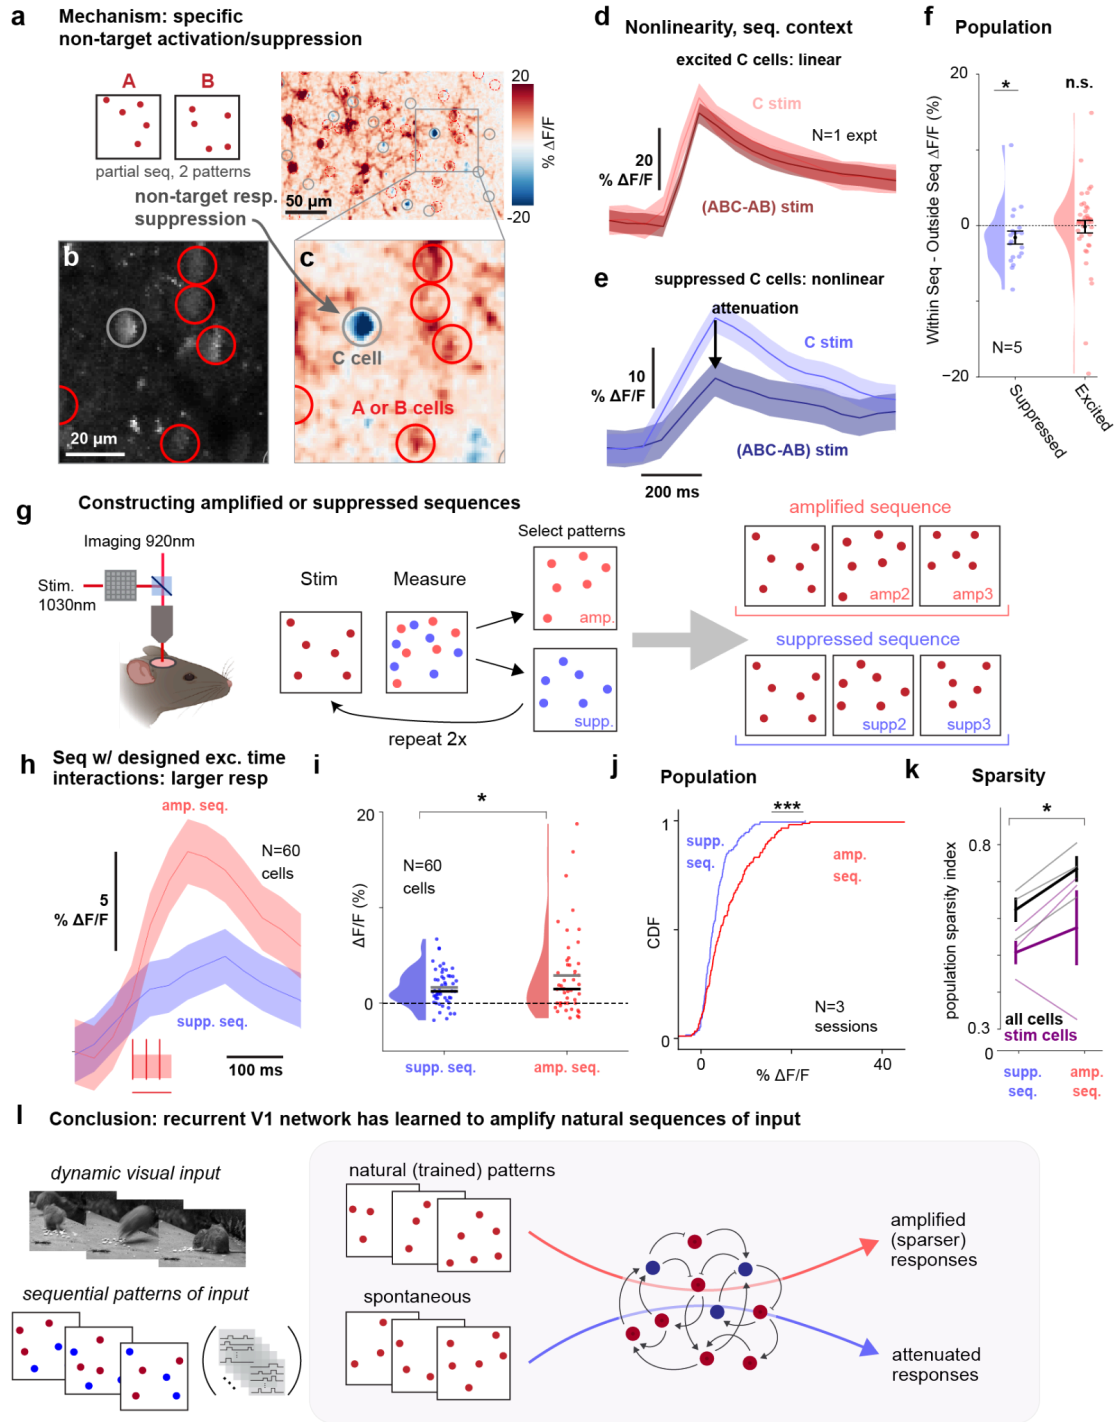 a
Mechanism: specific
non-target activation/suppression
A
B
partial seq, 2 patterns
non-target resp.
suppression
50 µm
20
% ΔF/F
-20
b
20 µm
c
C cell
A or B cells
d
Nonlinearity, seq. context
excited C cells: linear
C stim
N=1 expt
20
% ΔF/F
(ABC-AB) stim
e
suppressed C cells: nonlinear
attenuation
C stim
10
% ΔF/F
(ABC-AB) stim
200 ms
f
Population
Within Seq - Outside Seq ΔF/F (%)
20
0
−20
*
n.s.
N=5
Suppressed
Excited
g
Constructing amplified or suppressed sequences
Imaging 920nm
Stim.
1030nm
Stim
Measure
Select patterns
amp.
supp.
repeat 2x
amplified sequence
amp2
amp3
suppressed sequence
supp2
supp3
h
Seq w/ designed exc. time
interactions: larger resp
amp. seq.
N=60
cells
5
% ΔF/F
supp. seq.
100 ms
i
*
20
N=60
cells
ΔF/F (%)
0
supp. seq.
amp. seq.
j
Population
***
1
supp.
seq.
amp.
seq.
CDF
N=3
sessions
0
40
% ΔF/F
k
Sparsity
*
0.8
population sparsity index
all cells
0.3
stim cells
0
supp.
seq.
amp.
seq.
l
Conclusion: recurrent V1 network has learned to amplify natural sequences of input
dynamic visual input
sequential patterns of input
natural (trained) patterns
spontaneous
amplified
(sparser)
responses
attenuated
responses